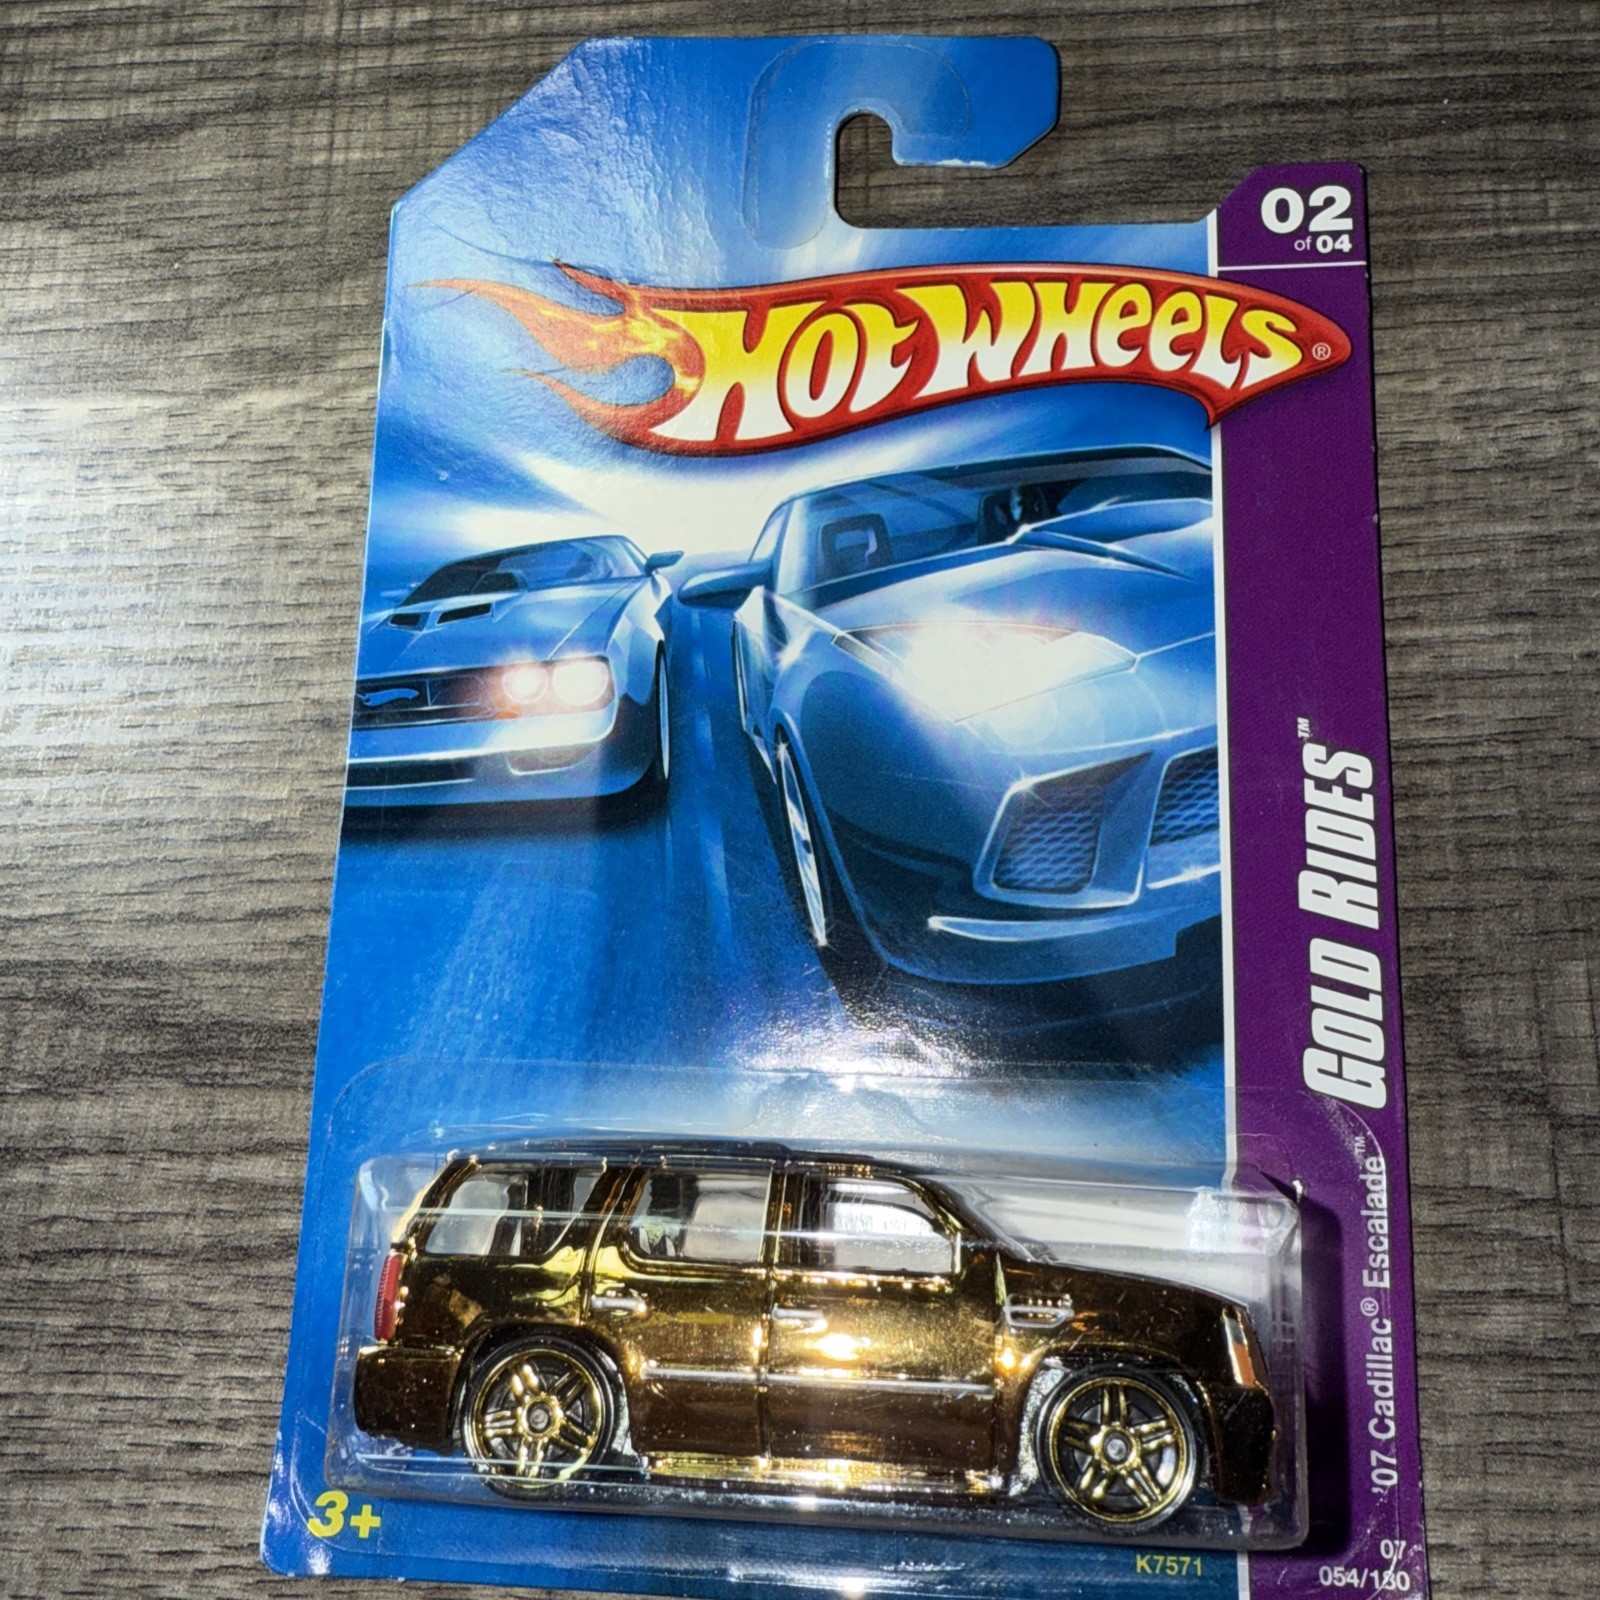 02
of 04
HOT WHEELS®
GOLD RIDES™
'07 Cadillac® Escalade™
3+
K7571
07
054/180